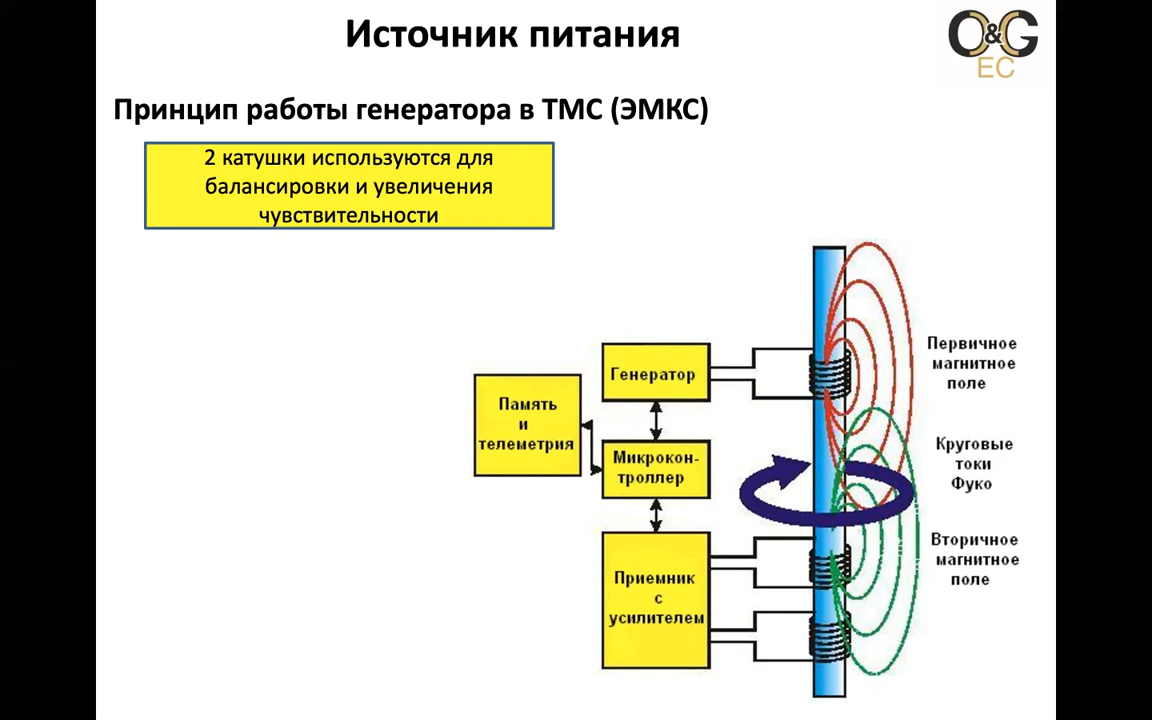 Источник питания
O&G
EC
Принцип работы генератора в ТМС (ЭМКС)
2 катушки используются для
балансировки и увеличения
чувствительности
Первичное
магнитное
поле
Генератор
Память
и
телеметрия
Микрокон-
троллер
Круговые
токи
Фуко
Вторичное
магнитное
поле
Приемник
с
усилителем